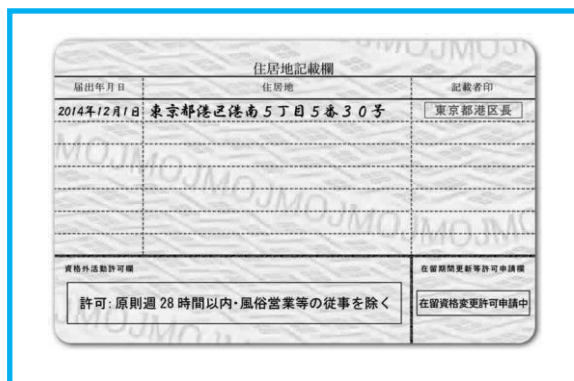 住居地記載欄
届出年月日 住居地 記載者印
2014年12月1日 東京都港区港南5丁目5番30号 東京都港区長
MOJMOJMOJMOJMOJMOJ
資格外活動許可欄 在留期間更新等許可申請欄
許可:原則週28時間以内・風俗営業等の従事を除く 在留資格変更許可申請中